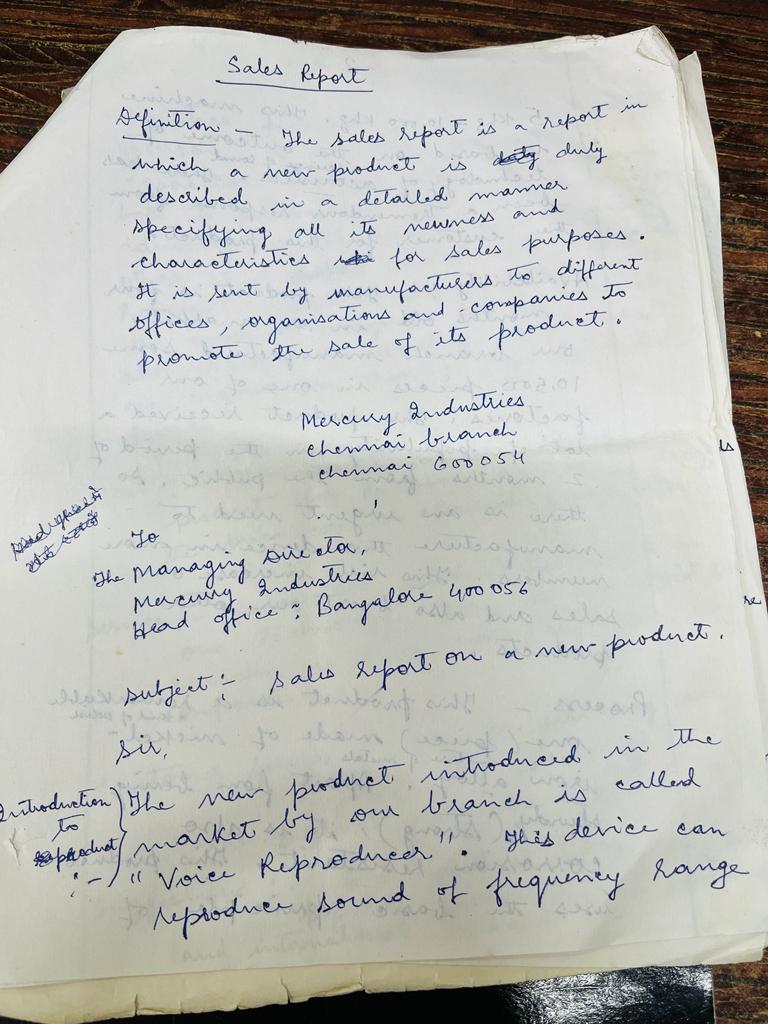 Sales Report
Definition - The sales report is a report in
which a new product is duly
described in a detailed manner
specifying all its newness and
characteristics for sales purposes.
It is sent by manufacturers to different
offices, organisations and companies to
promote the sale of its product.
Mercury Industries
Chennai branch
Chennai 600054
To
The Managing Director,
Mercury Industries
Head office : Bangalore 400056
Subject :- Sales report on a new product.
Sir,
Introduction
to
product
:-
The new product introduced in the
market by our branch is called
"Voice Reproducer". This device can
reproduce sound of frequency range